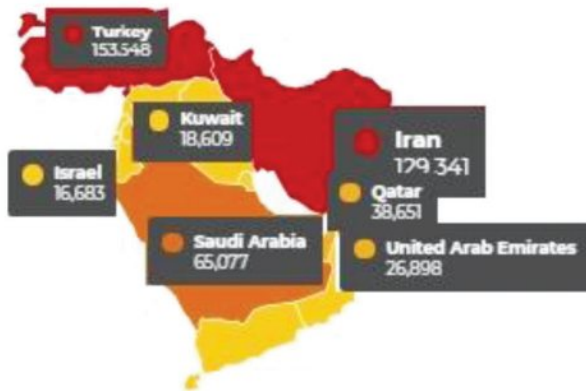 Turkey
153.548
Kuwait
18,609
Iran
129 341
Israel
16,683
Qatar
38,651
Saudi Arabia
65,077
United Arab Emirates
26,898